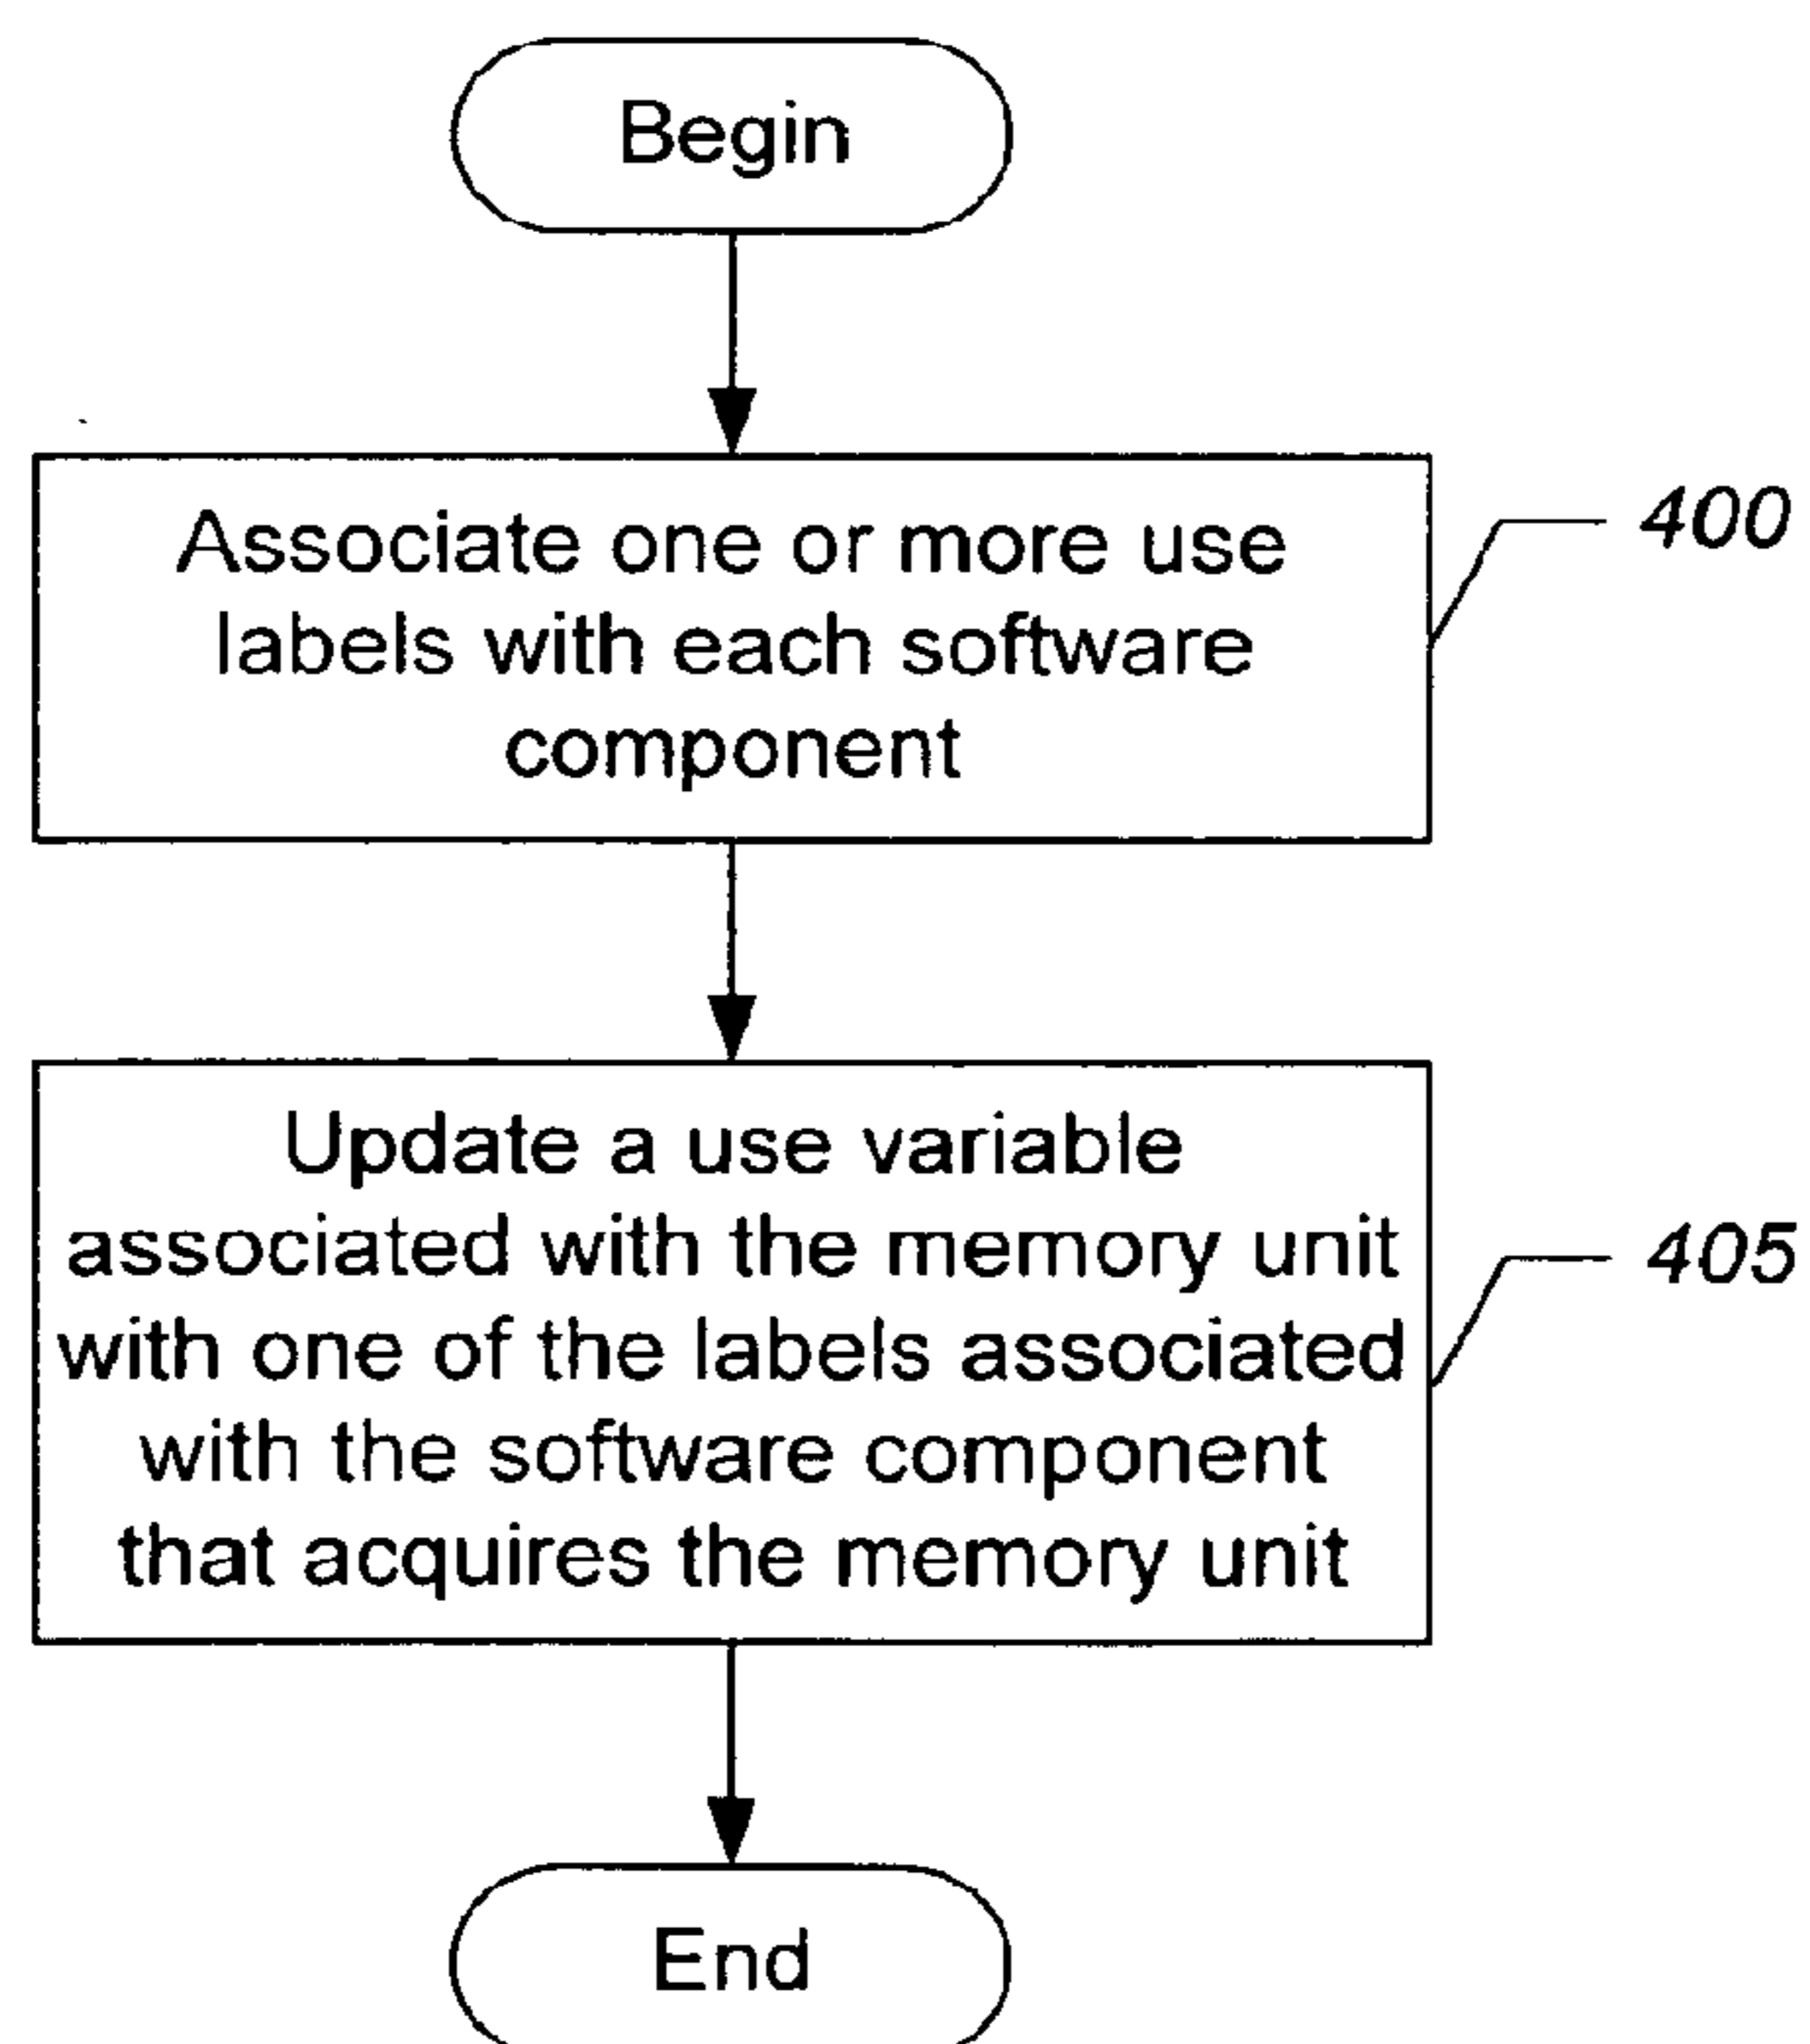 Begin
Associate one or more use
labels with each software
component
400
Update a use variable
associated with the memory unit
with one of the labels associated
with the software component
that acquires the memory unit
405
End